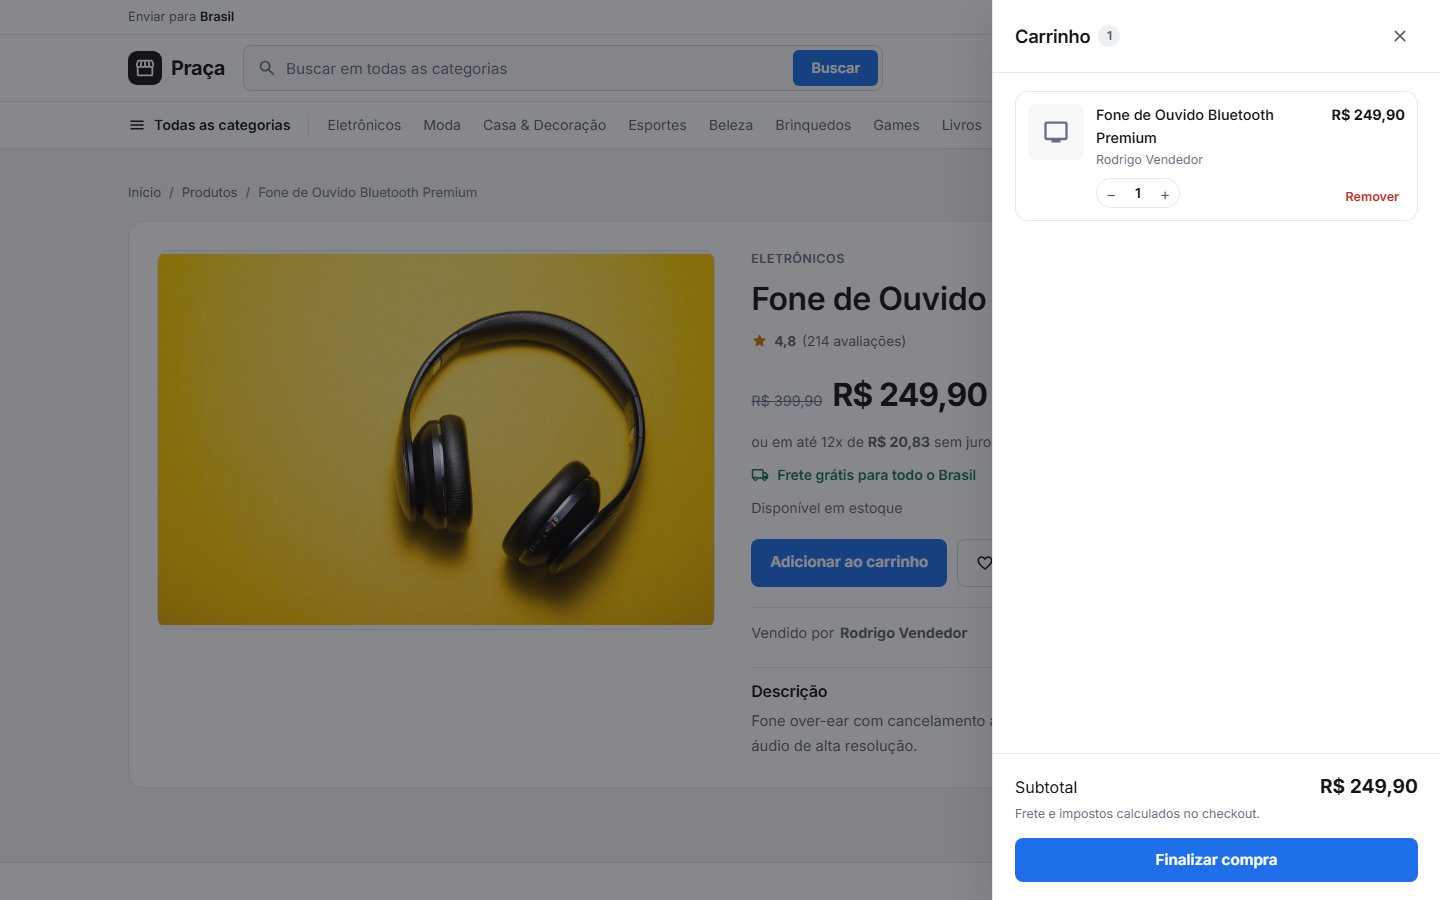 Enviar para Brasil
Praça
Buscar em todas as categorias
Buscar
Todas as categorias
Eletrônicos
Moda
Casa & Decoração
Esportes
Beleza
Brinquedos
Games
Livros
Início / Produtos / Fone de Ouvido Bluetooth Premium
ELETRÔNICOS
Fone de Ouvido
4,8 (214 avaliações)
R$ 399,90 R$ 249,90
ou em até 12x de R$ 20,83 sem juro
Frete grátis para todo o Brasil
Disponível em estoque
Adicionar ao carrinho
Vendido por Rodrigo Vendedor
Descrição
Fone over-ear com cancelamento
áudio de alta resolução.
Carrinho 1
Fone de Ouvido Bluetooth
Premium
R$ 249,90
Rodrigo Vendedor
− 1 +
Remover
Subtotal
R$ 249,90
Frete e impostos calculados no checkout.
Finalizar compra